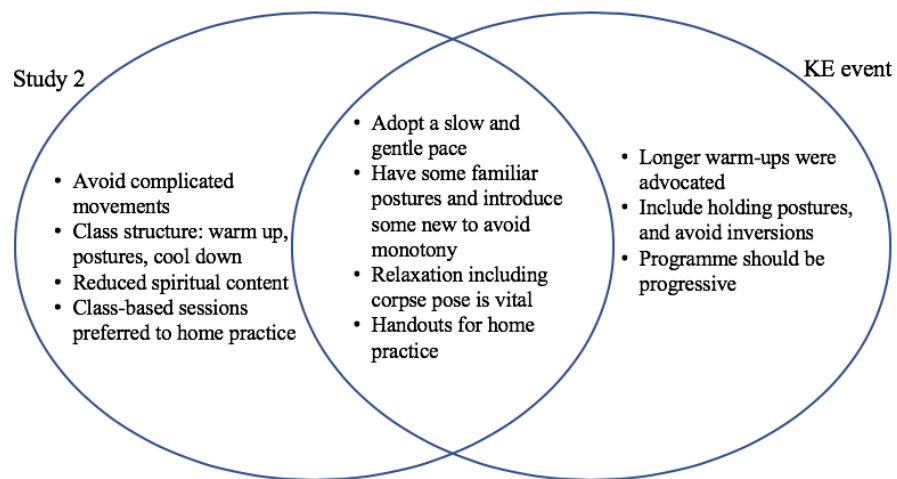 Study 2
• Avoid complicated
movements
• Class structure: warm up,
postures, cool down
• Reduced spiritual content
• Class-based sessions
preferred to home practice
• Adopt a slow and
gentle pace
• Have some familiar
postures and introduce
some new to avoid
monotony
• Relaxation including
corpse pose is vital
• Handouts for home
practice
KE event
• Longer warm-ups were
advocated
• Include holding postures,
and avoid inversions
• Programme should be
progressive